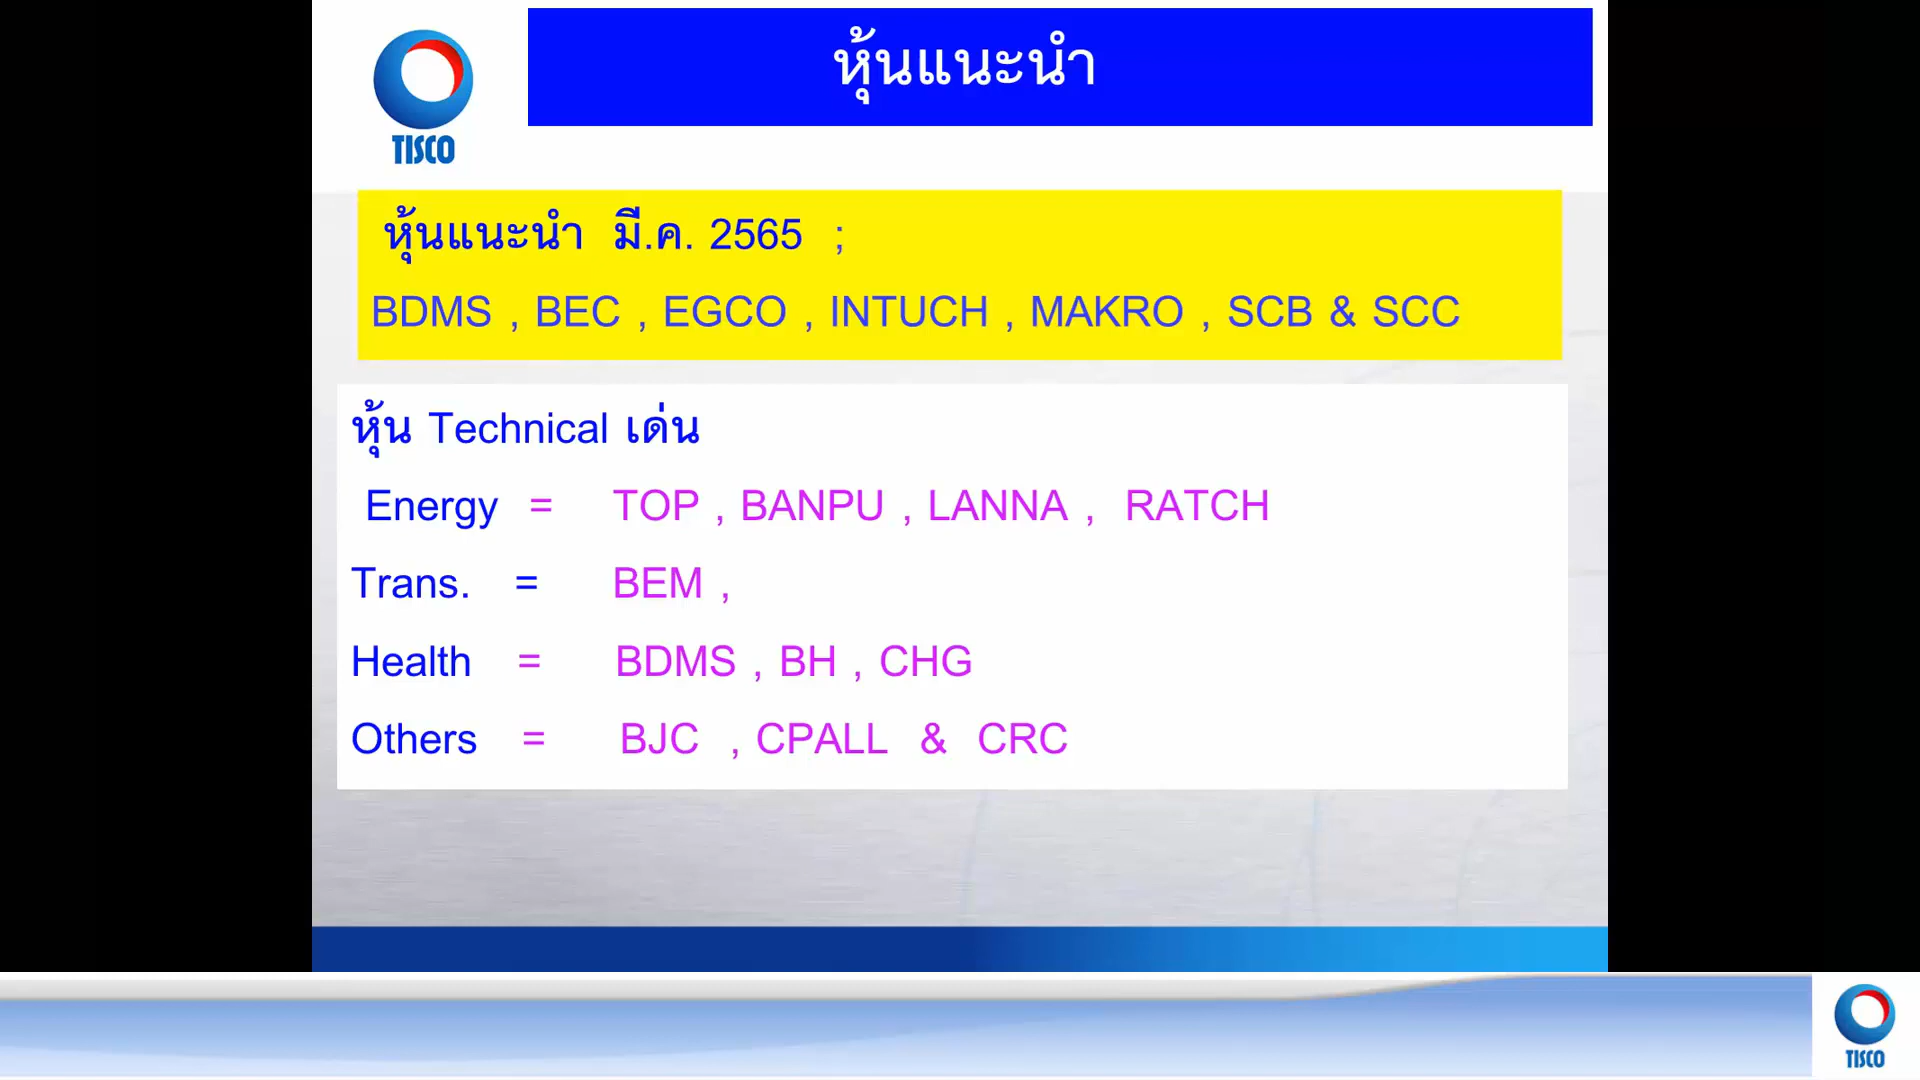 TISCO
หุ้นแนะนำ
หุ้นแนะนำ มี.ค. 2565 ;
BDMS , BEC , EGCO , INTUCH , MAKRO , SCB & SCC
หุ้น Technical เด่น
Energy = TOP , BANPU , LANNA , RATCH
Trans. = BEM ,
Health = BDMS , BH , CHG
Others = BJC , CPALL & CRC
TISCO